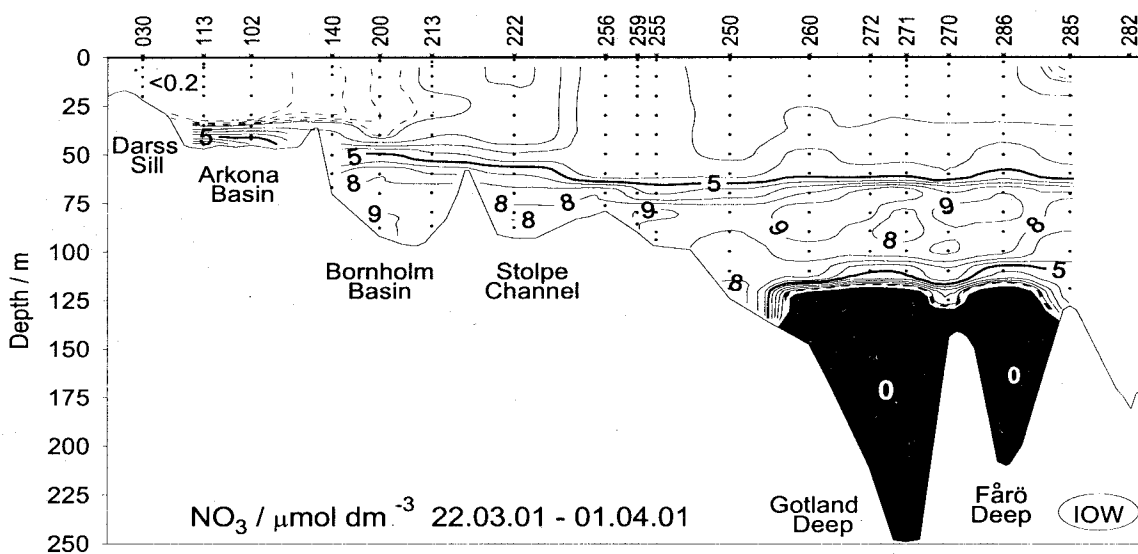 030 113 102 140 200 213 222 256 259 255 250 260 272 271 270 286 285 282
0
<0.2
25
5
Darss
Sill
Arkona
Basin
50
5
5
8
8
8
8
75
9
9
9
9
8
8
100
5
Bornholm
Basin
Stolpe
Channel
8
Depth / m
125
150
175
0
0
200
225
Gotland
Deep
Fårö
Deep
NO3 / µmol dm-3 22.03.01 - 01.04.01
IOW
250